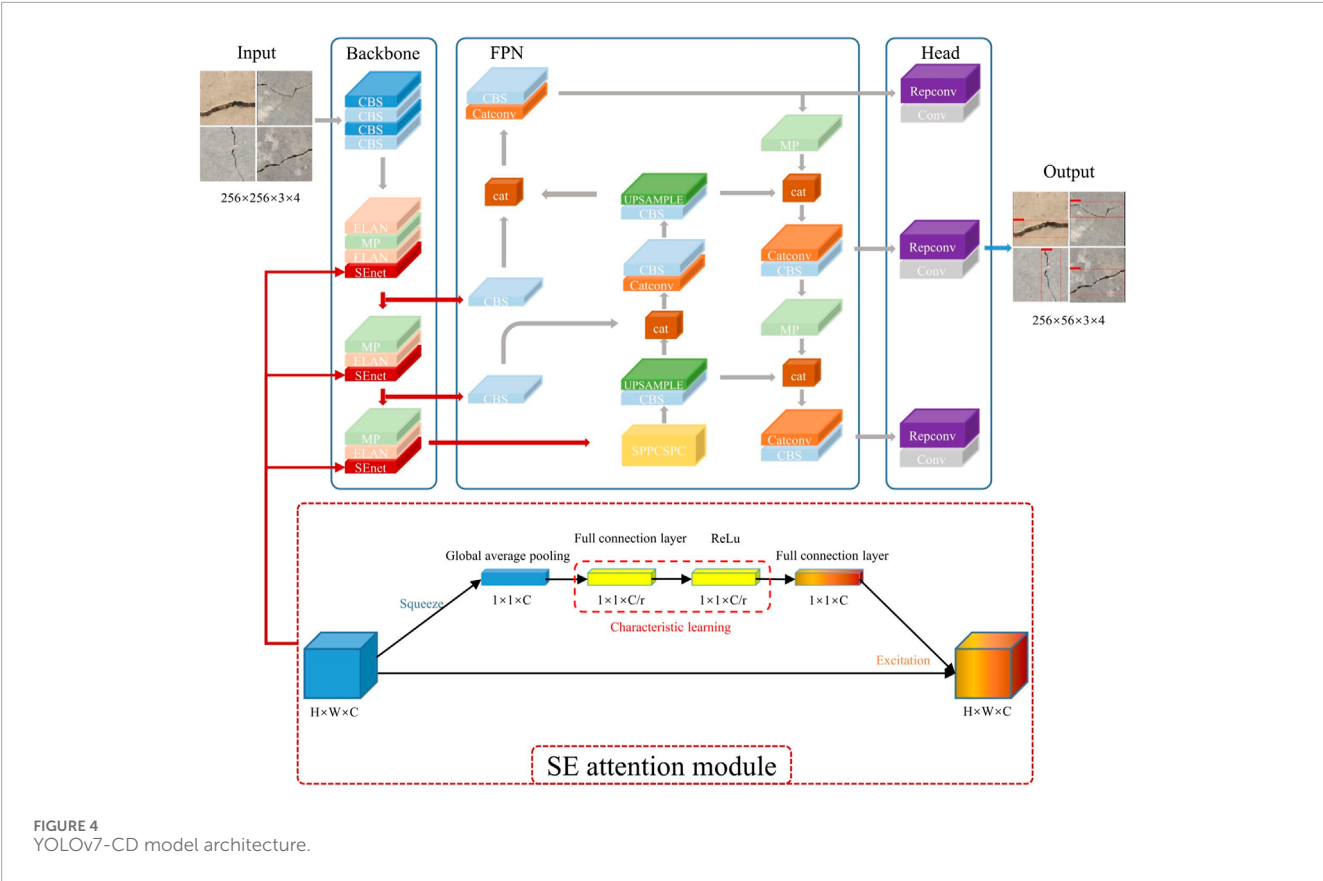 Input
Backbone
FPN
Head
Output
256×256×3×4
CBS
CBS
CBS
CBS
ELAN
MP
ELAN
SEnet
MP
ELAN
SEnet
MP
ELAN
SEnet
CBS
Catconv
cat
CBS
CBS
UPSAMPLE
CBS
CBS
Catconv
cat
UPSAMPLE
CBS
SPPCSPC
MP
cat
Catconv
CBS
MP
cat
Catconv
CBS
Repconv
Conv
Repconv
Conv
Repconv
Conv
256×56×3×4
Squeeze
Global average pooling
1×1×C
Full connection layer
1×1×C/r
ReLu
1×1×C/r
Characteristic learning
Full connection layer
1×1×C
Excitation
H×W×C
H×W×C
SE attention module
FIGURE 4
YOLOv7-CD model architecture.